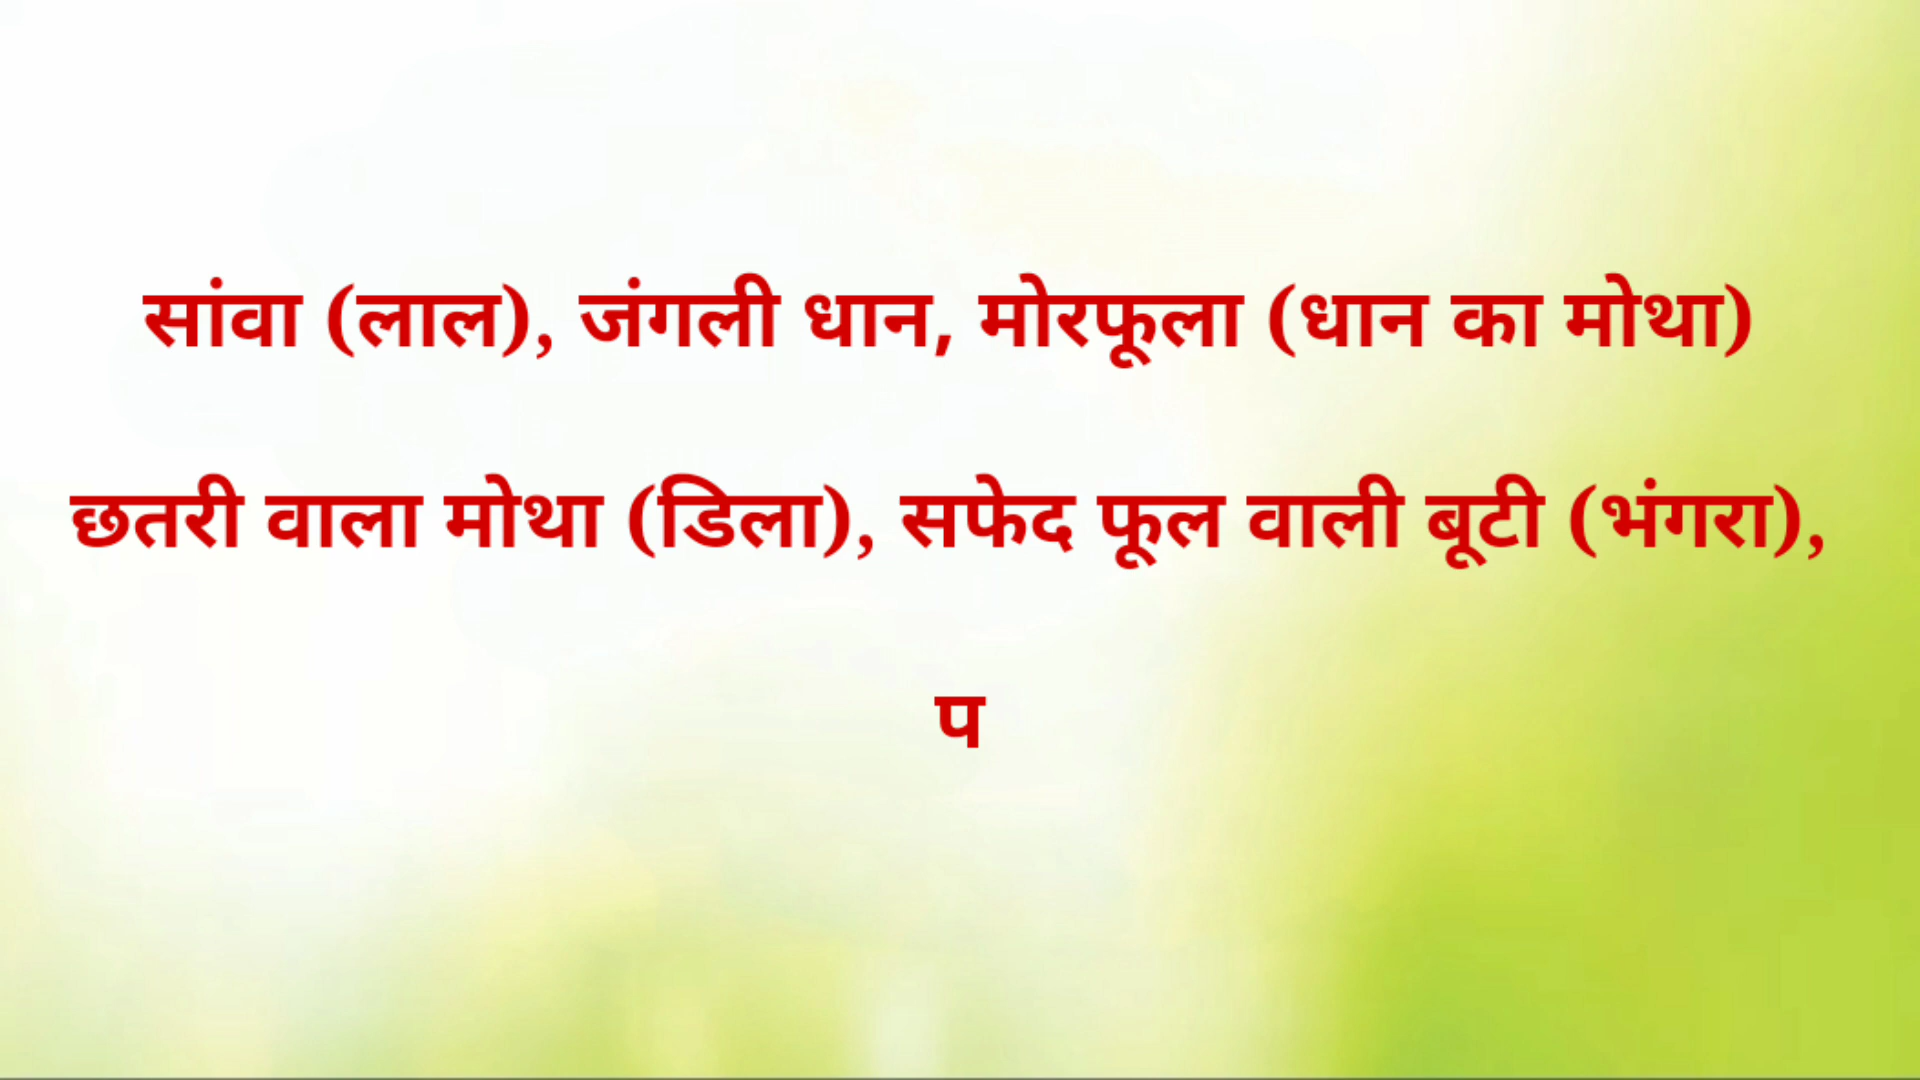 सांवा (लाल), जंगली धान, मोरफूला (धान का मोथा)
छतरी वाला मोथा (डिला), सफेद फूल वाली बूटी (भंगरा),
प